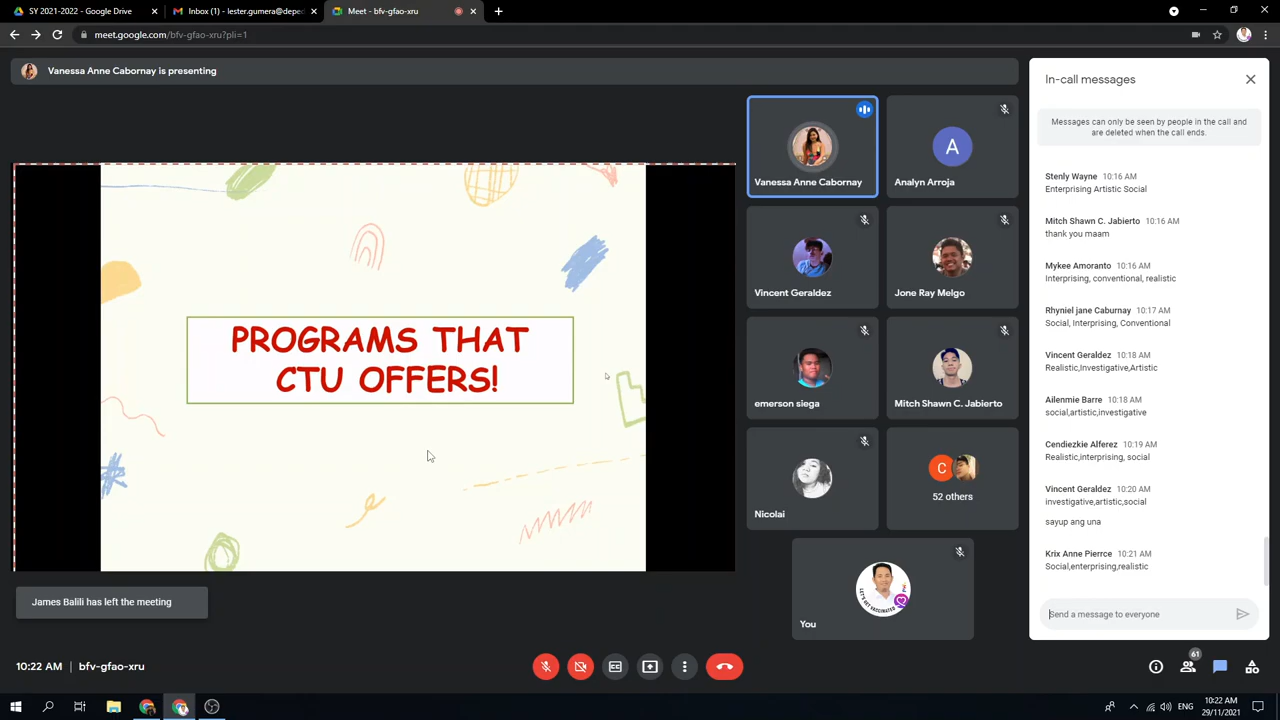 SY 2021-2022 - Google Drive
Inbox (1) - lester.gumera@deped
Meet - bfv-gfao-xru
meet.google.com/bfv-gfao-xru?pli=1
Vanessa Anne Cabornay is presenting
PROGRAMS THAT
CTU OFFERS!
Vanessa Anne Cabornay
A
Analyn Arroja
Vincent Geraldez
Jone Ray Melgo
emerson siega
Mitch Shawn C. Jabierto
Nicolai
C
52 others
LET'S GET VACCINATED
You
In-call messages
Messages can only be seen by people in the call and
are deleted when the call ends.
Stenly Wayne 10:16 AM
Enterprising Artistic Social
Mitch Shawn C. Jabierto 10:16 AM
thank you maam
Mykee Amoranto 10:16 AM
Interprising, conventional, realistic
Rhyniel jane Caburnay 10:17 AM
Social, Interprising, Conventional
Vincent Geraldez 10:18 AM
Realistic,Investigative,Artistic
Ailenmie Barre 10:18 AM
social,artistic,investigative
Cendiezkie Alferez 10:19 AM
Realistic,interprising, social
Vincent Geraldez 10:20 AM
investigative,artistic,social
sayup ang una
Krix Anne Pierrce 10:21 AM
Social,enterprising,realistic
Send a message to everyone
James Balili has left the meeting
10:22 AM | bfv-gfao-xru
61
ENG
10:22 AM
29/11/2021